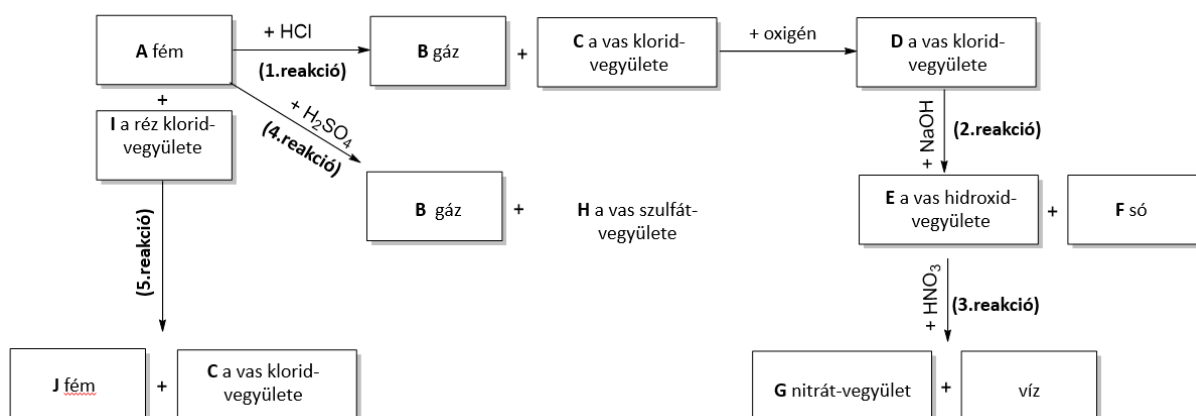 A fém
+ HCl
(1.reakció)
B gáz
+
C a vas klorid-
vegyülete
+ oxigén
D a vas klorid-
vegyülete
+
I a réz klorid-
vegyülete
+ H₂SO₄
(4.reakció)
+ NaOH
(2.reakció)
B gáz
+
H a vas szulfát-
vegyülete
E a vas hidroxid-
vegyülete
+
F só
(5.reakció)
+ HNO₃
(3.reakció)
J fém
+
C a vas klorid-
vegyülete
G nitrát-vegyület
+
víz